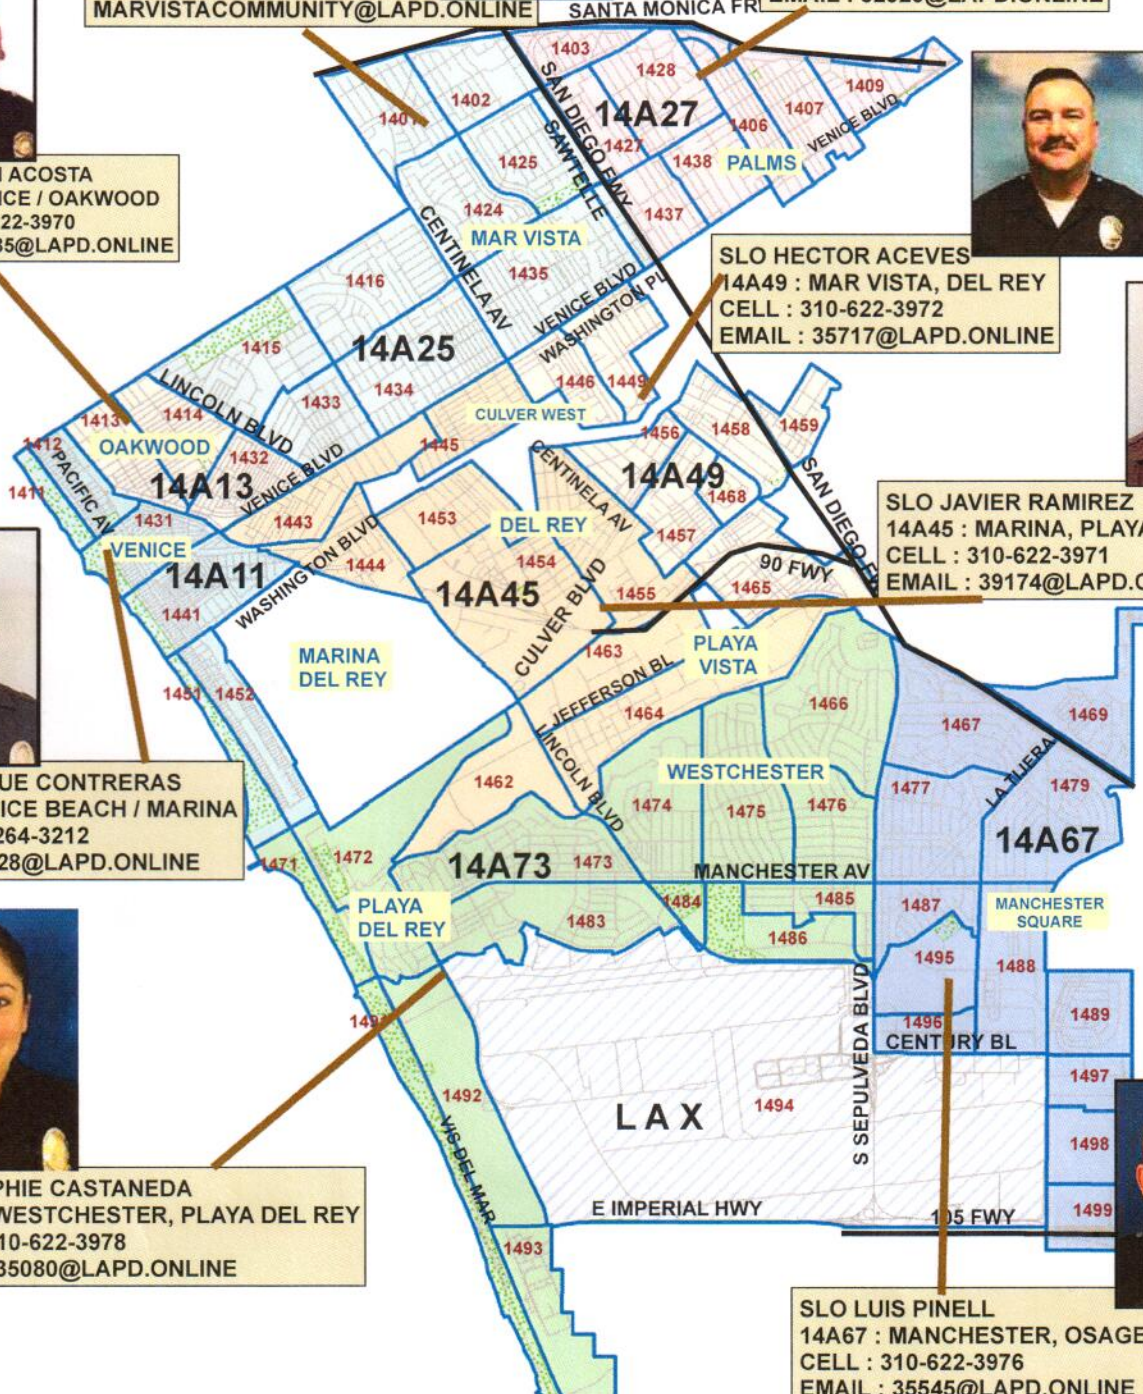 MARVISTACOMMUNITY@LAPD.ONLINE
SANTA MONICA
1403
1428
1409
1402
14A27
1407
1406
VENICE BLVD
1427
SAN DIEGO FWY
SAWTELLE
1425
1438
PALMS
ACOSTA
ICE / OAKWOOD
22-3970
35@LAPD.ONLINE
1424
1437
CENTINELA AV
MAR VISTA
1435
SLO HECTOR ACEVES
14A49 : MAR VISTA, DEL REY
CELL : 310-622-3972
EMAIL : 35717@LAPD.ONLINE
1416
VENICE BLVD
WASHINGTON PL
1415
14A25
1434
1433
1446
1449
LINCOLN BLVD
1413
1414
CULVER WEST
1412
OAKWOOD
1432
1445
1456
1458
1459
PACIFIC AV
14A13
VENICE BLVD
CENTINELA AV
14A49
1468
SAN DIEGO
1411
1431
1443
1453
DEL REY
1457
SLO JAVIER RAMIREZ
14A45 : MARINA, PLAYA
CELL : 310-622-3971
EMAIL : 39174@LAPD.O
VENICE
14A11
WASHINGTON BLVD
1444
1454
90 FWY
14A45
CULVER BLVD
1455
1465
1441
MARINA
DEL REY
1463
PLAYA
VISTA
JEFFERSON BL
1451
1452
1464
1466
1467
1469
LINCOLN BLVD
1462
WESTCHESTER
LA TIJERA
UE CONTRERAS
ICE BEACH / MARINA
264-3212
28@LAPD.ONLINE
1474
1475
1476
1477
1479
1471
1472
14A73
1473
MANCHESTER AV
14A67
PLAYA
DEL REY
1483
1484
1485
1487
MANCHESTER
SQUARE
1486
1495
1488
1496
1489
CENTURY BL
S SEPULVEDA BLVD
1492
LAX
1494
1497
1498
VIS DEL MAR
PHIE CASTANEDA
WESTCHESTER, PLAYA DEL REY
10-622-3978
35080@LAPD.ONLINE
E IMPERIAL HWY
105 FWY
1499
1493
SLO LUIS PINELL
14A67 : MANCHESTER, OSAGE
CELL : 310-622-3976
EMAIL : 35545@LAPD.ONLINE